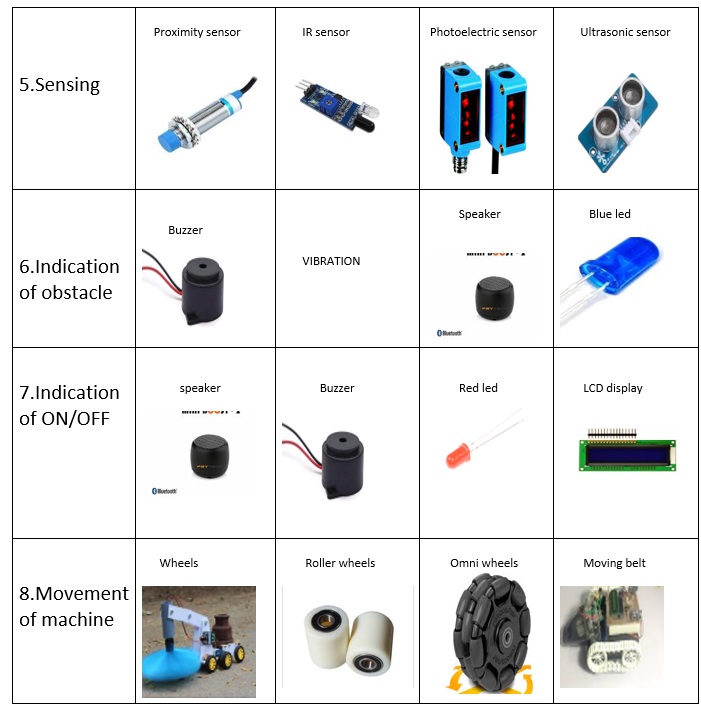 Proximity sensor
IR sensor
Photoelectric sensor
Ultrasonic sensor
5.Sensing
Buzzer
VIBRATION
Speaker
Blue led
6.Indication
of obstacle
Bluetooth
speaker
Buzzer
Red led
LCD display
7.Indication
of ON/OFF
Bluetooth
Wheels
Roller wheels
Omni wheels
Moving belt
8.Movement
of machine